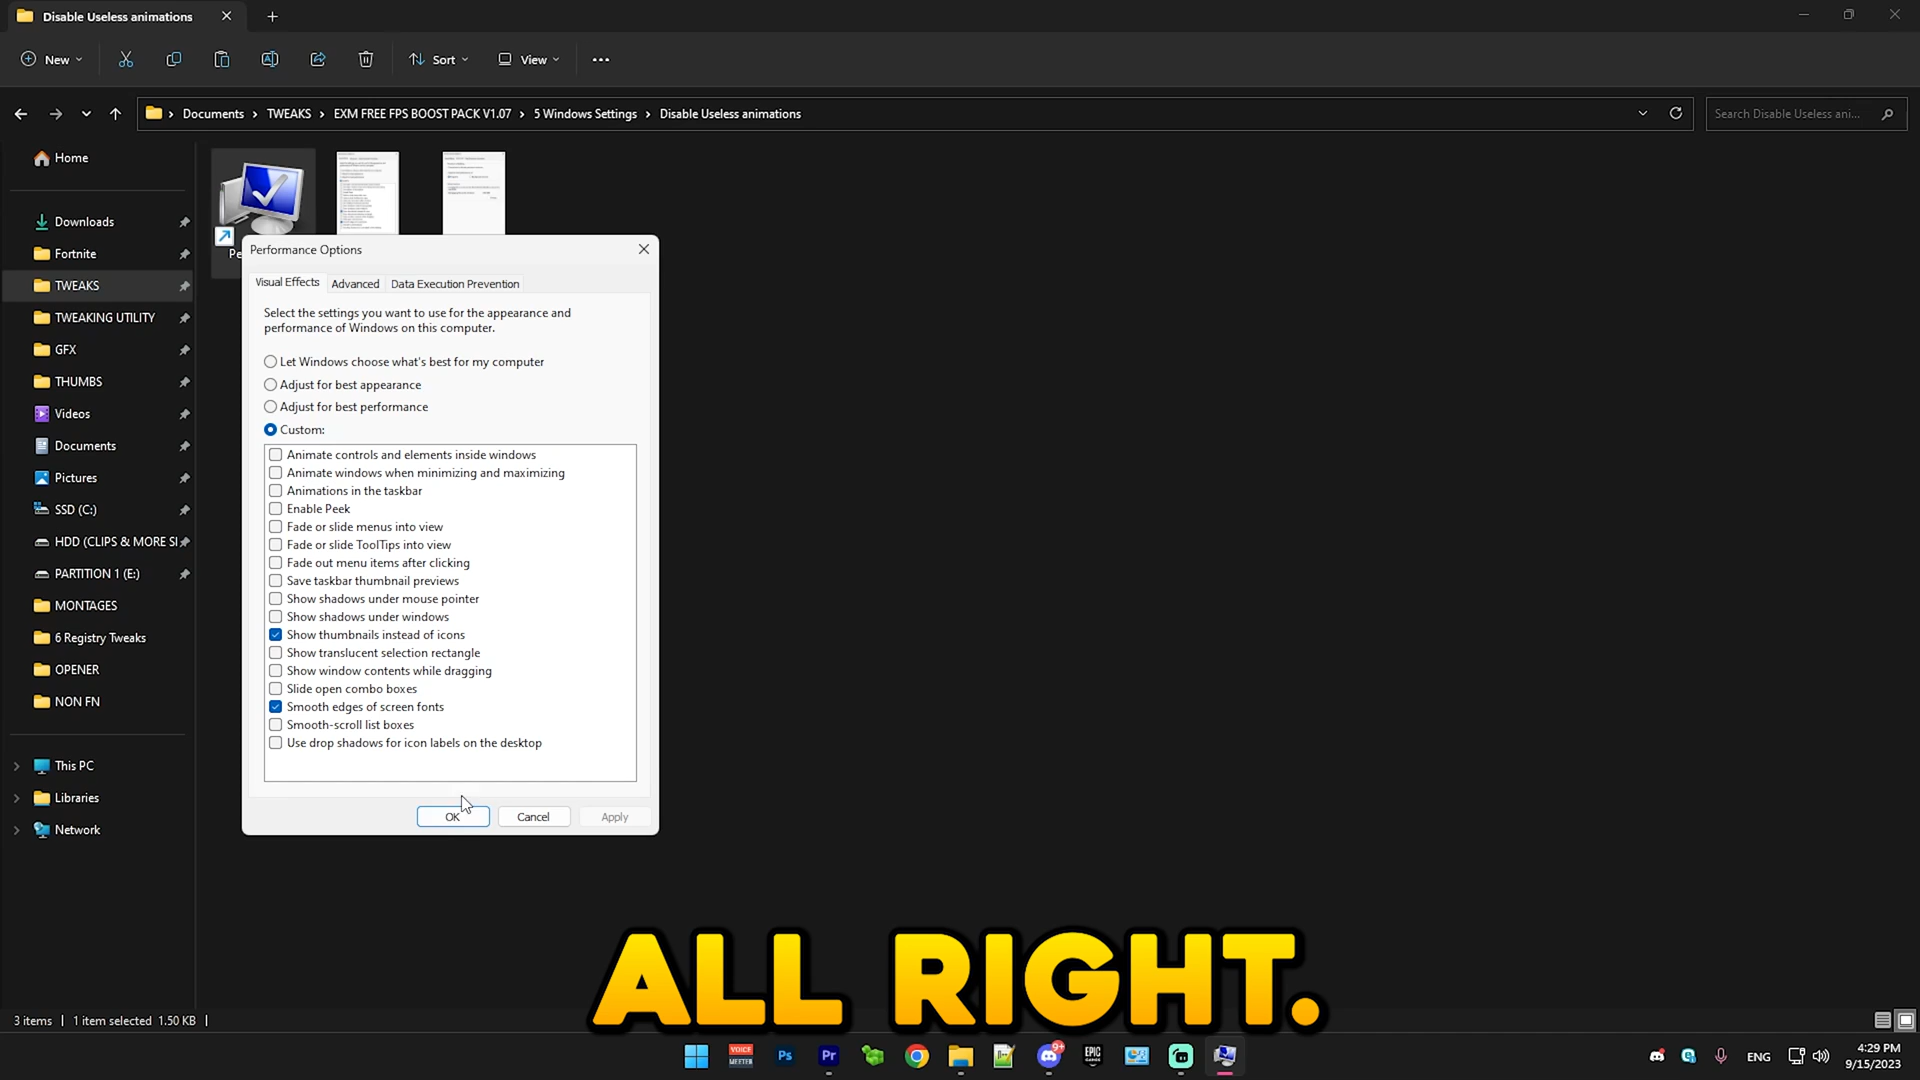 Disable Useless animations
New
Sort
View
Documents > TWEAKS > EXM FREE FPS BOOST PACK V1.07 > 5 Windows Settings > Disable Useless animations
Search Disable Useless ani...
Home
Downloads
Fortnite
TWEAKS
TWEAKING UTILITY
GFX
THUMBS
Videos
Documents
Pictures
SSD (C:)
HDD (CLIPS & MORE SI
PARTITION 1 (E:)
MONTAGES
6 Registry Tweaks
OPENER
NON FN
This PC
Libraries
Network
Pe
Performance Options
Visual Effects
Advanced
Data Execution Prevention
Select the settings you want to use for the appearance and
performance of Windows on this computer.
Let Windows choose what's best for my computer
Adjust for best appearance
Adjust for best performance
Custom:
Animate controls and elements inside windows
Animate windows when minimizing and maximizing
Animations in the taskbar
Enable Peek
Fade or slide menus into view
Fade or slide ToolTips into view
Fade out menu items after clicking
Save taskbar thumbnail previews
Show shadows under mouse pointer
Show shadows under windows
Show thumbnails instead of icons
Show translucent selection rectangle
Show window contents while dragging
Slide open combo boxes
Smooth edges of screen fonts
Smooth-scroll list boxes
Use drop shadows for icon labels on the desktop
OK
Cancel
Apply
ALL RIGHT.
3 items
1 item selected 1.50 KB
VOICE
MEETER
Ps
Pr
9+
EPIC
GAMES
ENG
4:29 PM
9/15/2023